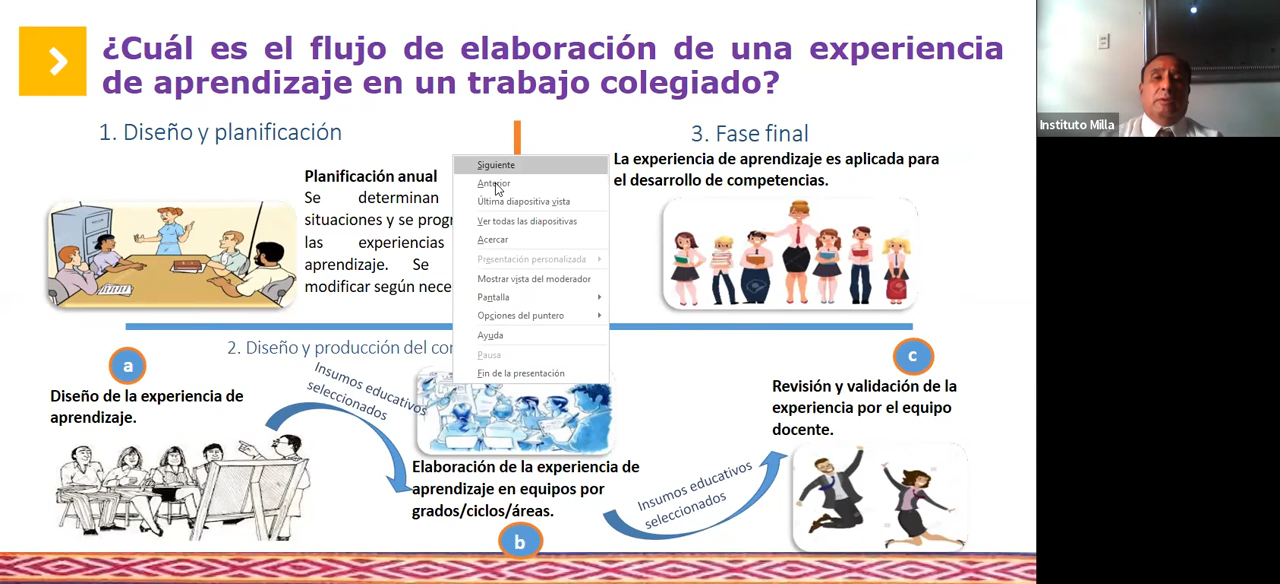 ¿Cuál es el flujo de elaboración de una experiencia
de aprendizaje en un trabajo colegiado?
1. Diseño y planificación
Planificación anual
Se determinan
situaciones y se
las experiencias
aprendizaje. Se
modificar según
Siguiente
Anterior
Última diapositiva vista
Ver todas las diapositivas
Acercar
Presentación personalizada
Mostrar vista del moderador
Pantalla
Opciones del puntero
Ayuda
Pausa
Fin de la presentación
3. Fase final
La experiencia de aprendizaje es aplicada para
el desarrollo de competencias.
2. Diseño y producción del
a
Diseño de la experiencia de
aprendizaje.
Insumos educativos
seleccionados
Elaboración de la experiencia de
aprendizaje en equipos por
grados/ciclos/áreas.
b
Insumos educativos
seleccionados
c
Revisión y validación de la
experiencia por el equipo
docente.
Instituto Milla